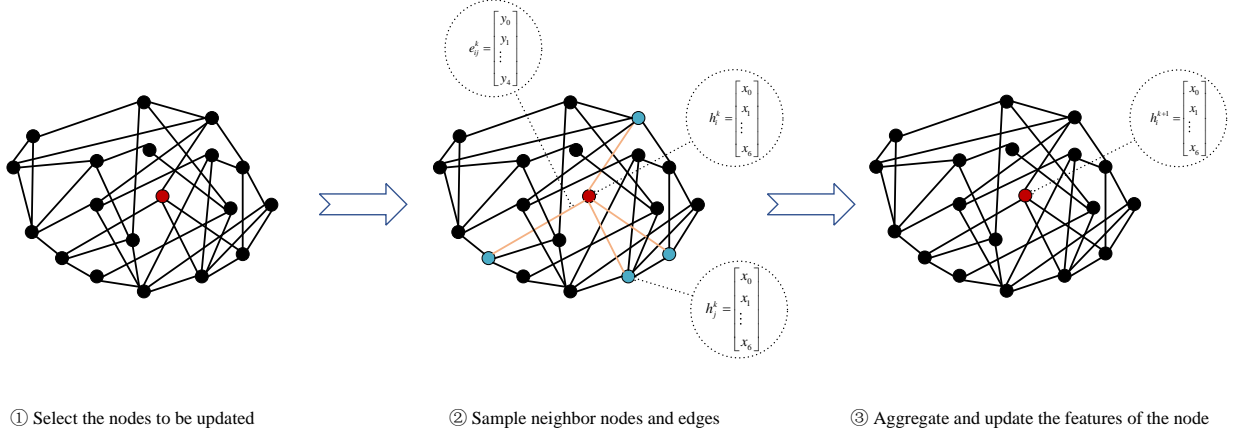 e_{ij}^{k} = [y_0 y_1 ⋮ y_4]
h_i^{k} = [x_0 x_1 ⋮ x_6]
h_j^{k} = [x_0 x_1 ⋮ x_6]
h_i^{k+1} = [x_0 x_1 ⋮ x_6]
① Select the nodes to be updated
② Sample neighbor nodes and edges
③ Aggregate and update the features of the node